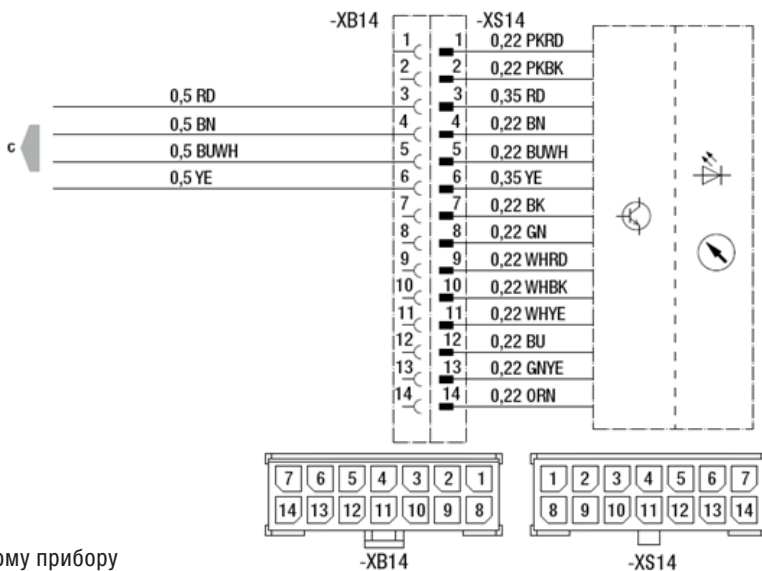 -XB14 -XS14
1 1 0,22 PKRD
2 2 0,22 PKBK
0,5 RD 3 3 0,35 RD
0,5 BN 4 4 0,22 BN
c 0,5 BUWH 5 5 0,22 BUWH
0,5 YE 6 6 0,35 YE
7 7 0,22 BK
8 8 0,22 GN
9 9 0,22 WHRD
10 10 0,22 WHBK
11 11 0,22 WHYE
12 12 0,22 BU
13 13 0,22 GNYE
14 14 0,22 ORN
7 6 5 4 3 2 1 1 2 3 4 5 6 7
14 13 12 11 10 9 8 8 9 10 11 12 13 14
ому прибору
-XB14 -XS14